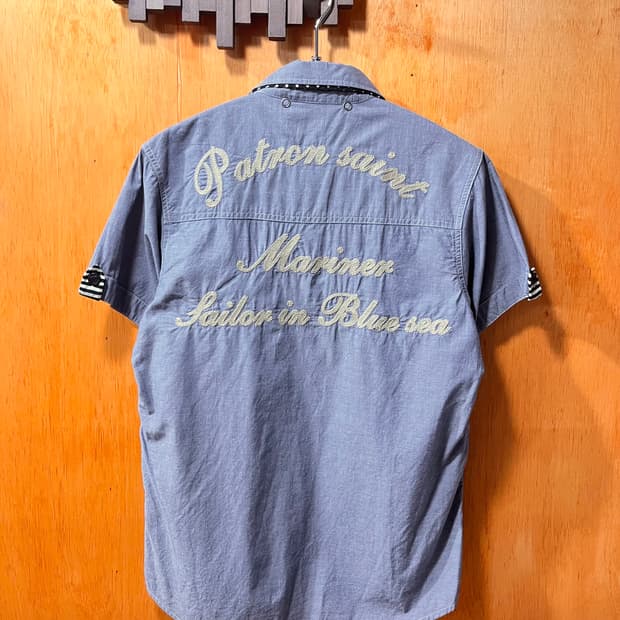 Patron saint
Mariner
Sailor in Blue sea